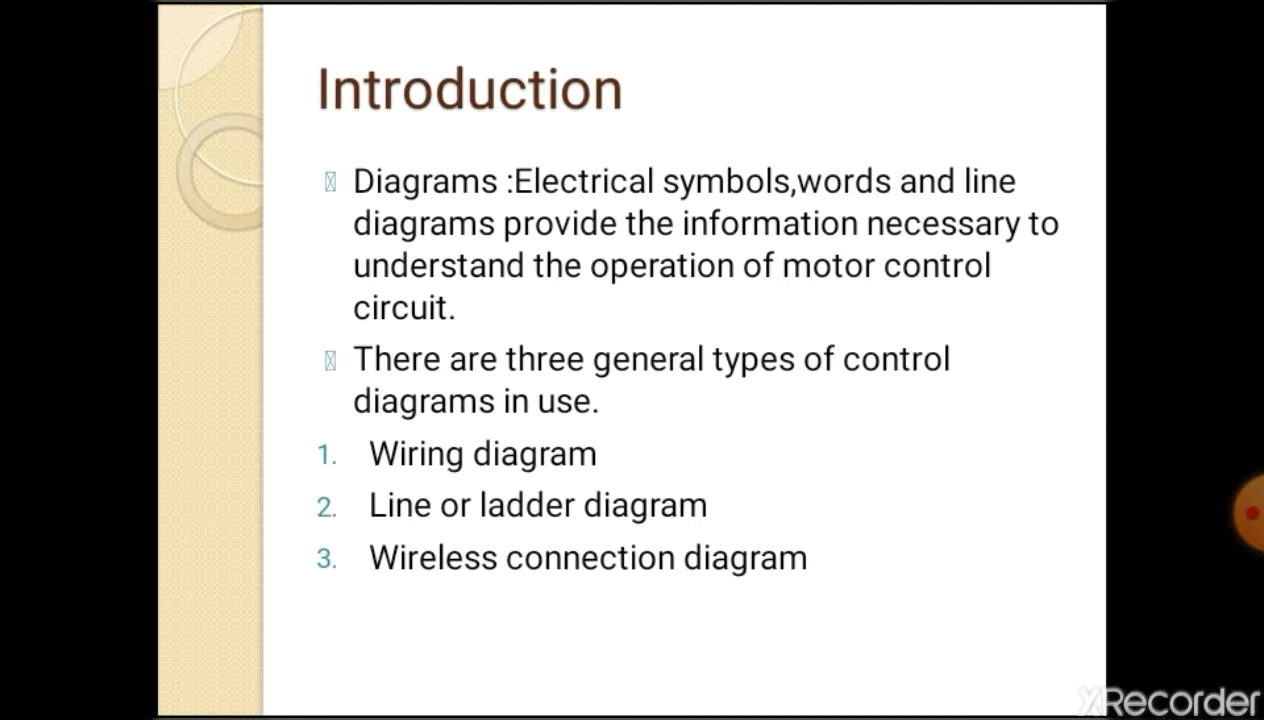 Introduction
Diagrams :Electrical symbols,words and line
diagrams provide the information necessary to
understand the operation of motor control
circuit.
There are three general types of control
diagrams in use.
1. Wiring diagram
2. Line or ladder diagram
3. Wireless connection diagram
XRecorder